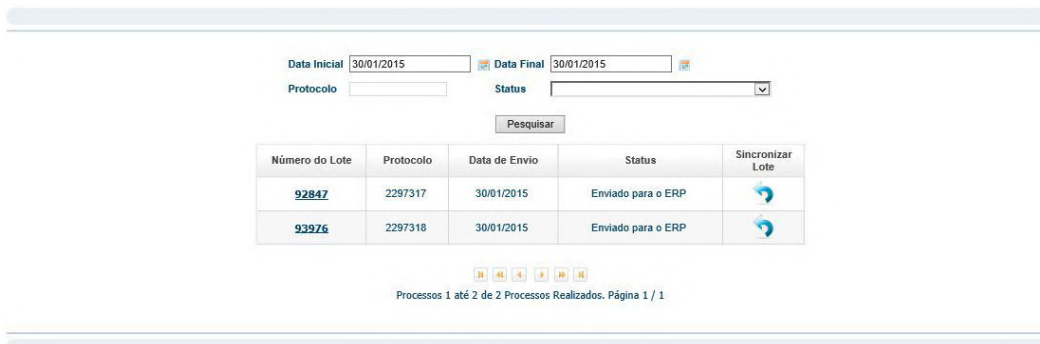 Data Inicial 30/01/2015 Data Final 30/01/2015
Protocolo Status
Pesquisar
Número do Lote Protocolo Data de Envio Status Sincronizar Lote
92847 2297317 30/01/2015 Enviado para o ERP
93976 2297318 30/01/2015 Enviado para o ERP
Processos 1 até 2 de 2 Processos Realizados. Página 1 / 1